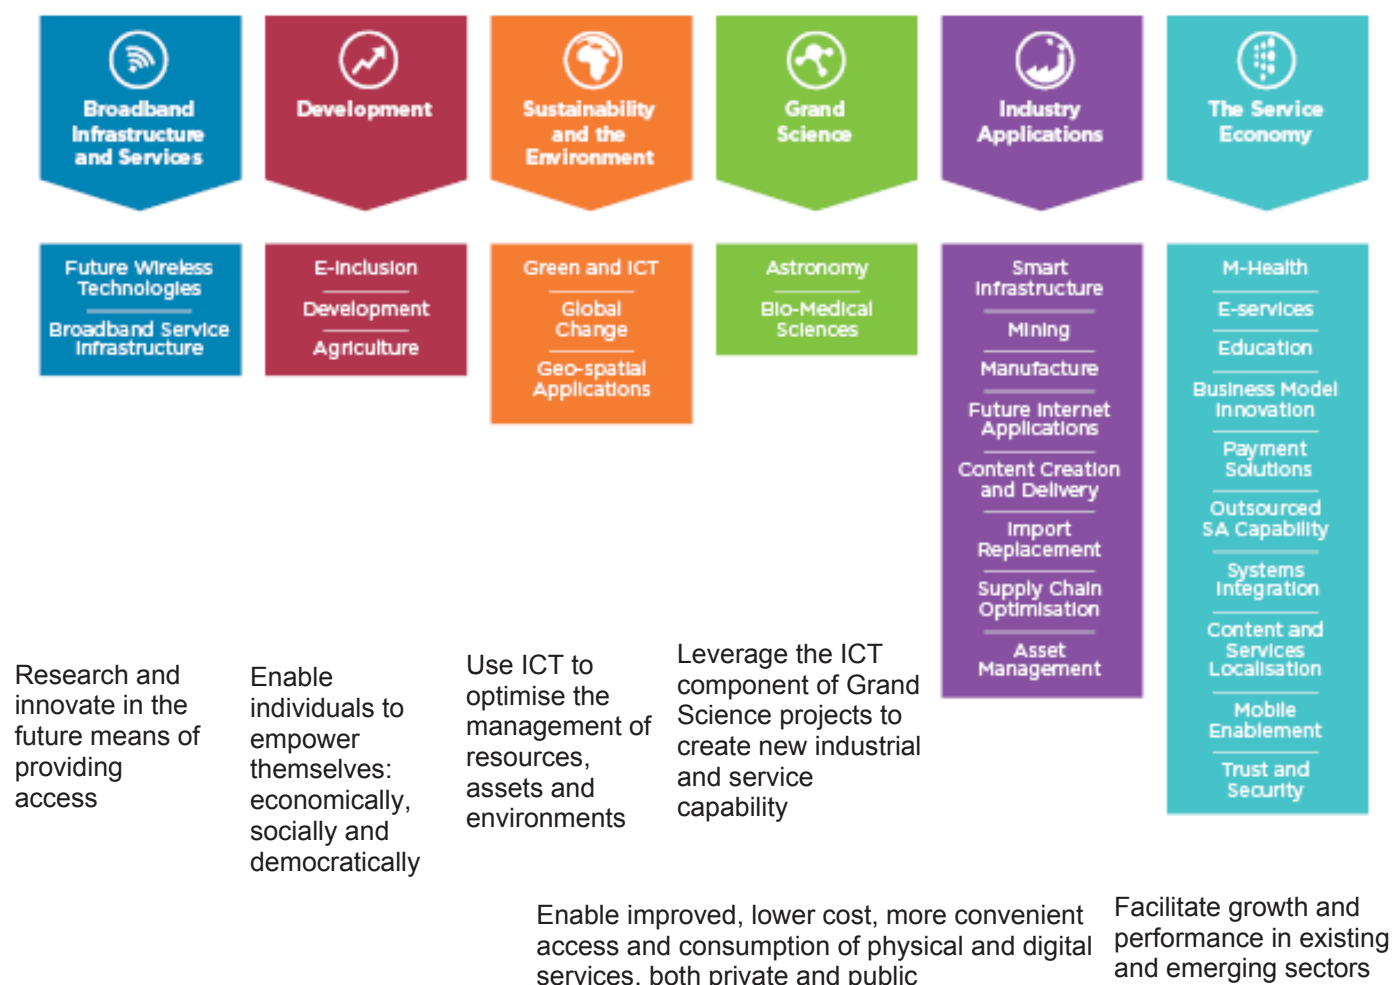 Broadband
Infrastructure
and Services
Development
Sustainability
and the
Environment
Grand
Science
Industry
Applications
The Service
Economy
Future Wireless
Technologies
Broadband Service
Infrastructure
E-Inclusion
Development
Agriculture
Green and ICT
Global
Change
Geo-spatial
Applications
Astronomy
Bio-Medical
Sciences
Smart
Infrastructure
Mining
Manufacture
Future Internet
Applications
Content Creation
and Delivery
Import
Replacement
Supply Chain
Optimisation
Asset
Management
M-Health
E-services
Education
Business Model
Innovation
Payment
Solutions
Outsourced
SA Capability
Systems
Integration
Content and
Services
Localisation
Mobile
Enablement
Trust and
Security
Research and
innovate in the
future means of
providing
access
Enable
individuals to
empower
themselves:
economically,
socially and
democratically
Use ICT to
optimise the
management of
resources,
assets and
environments
Leverage the ICT
component of Grand
Science projects to
create new industrial
and service
capability
Enable improved, lower cost, more convenient
access and consumption of physical and digital
services, both private and public
Facilitate growth and
performance in existing
and emerging sectors